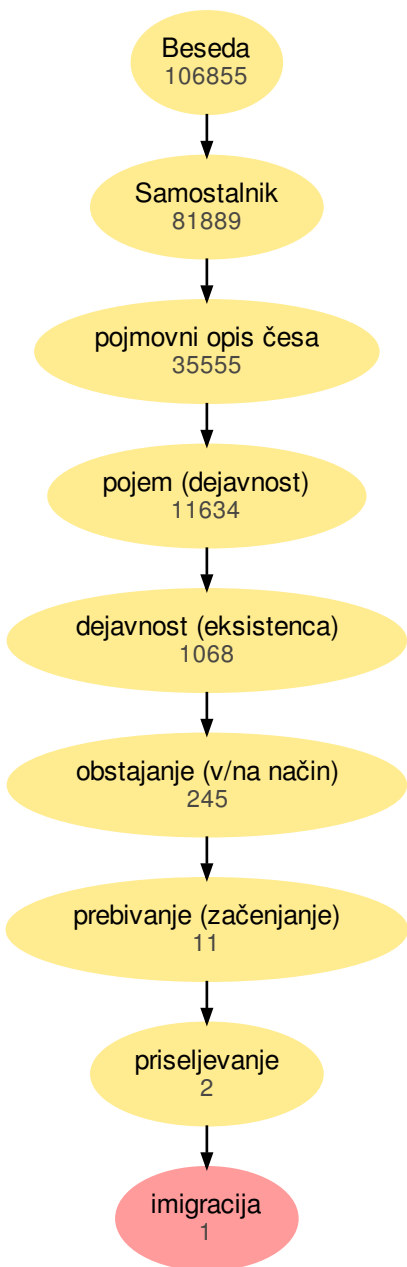 Beseda
106855
Samostalnik
81889
pojmovni opis česa
35555
pojem (dejavnost)
11634
dejavnost (eksistenca)
1068
obstajanje (v/na način)
245
prebivanje (začenjanje)
11
priseljevanje
2
imigracija
1